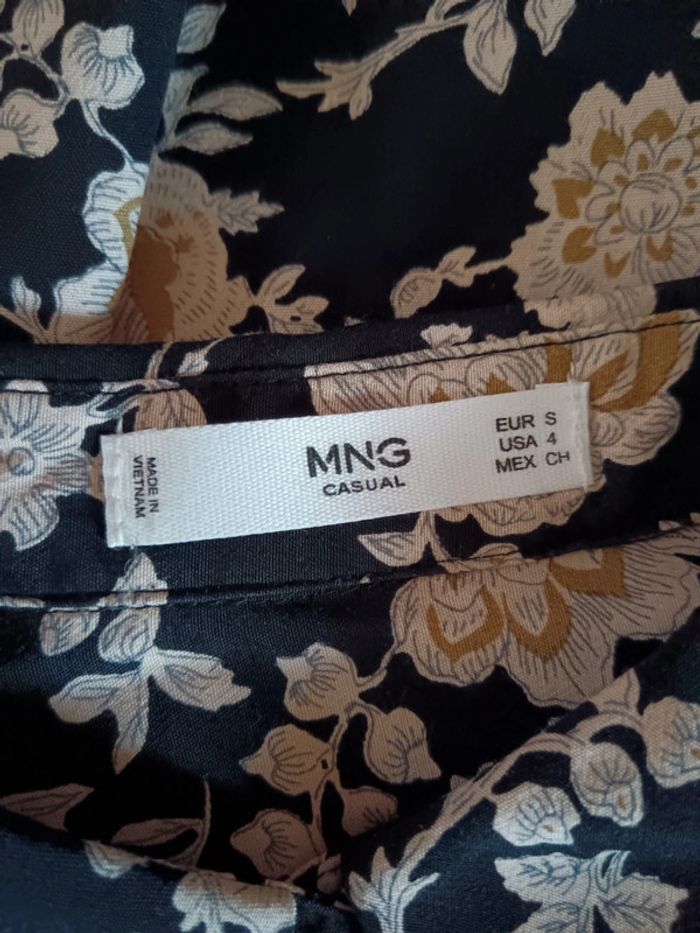 MADE IN
VIETNAM
MNG
CASUAL
EUR S
USA 4
MEX CH